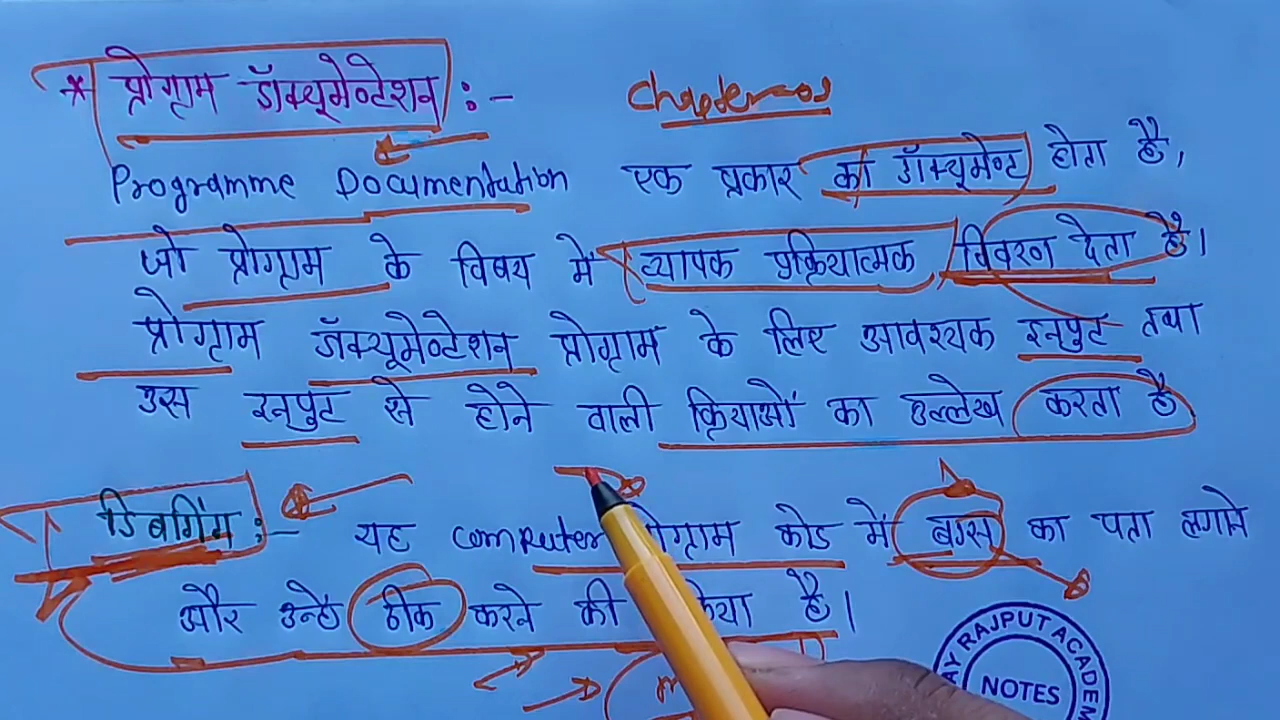 * प्रोग्राम डॉक्यूमेण्टेशन :-
Chapter-01
Programme Documentation एक प्रकार का डॉक्यूमेण्ट होता है,
जो प्रोग्राम के विषय में व्यापक प्रक्रियात्मक विवरण देता है।
प्रोग्राम डॉक्यूमेण्टेशन प्रोग्राम के लिए आवश्यक इनपुट तथा
उस इनपुट से होने वाली क्रियाओं का उल्लेख करता है
डिबगिंग :- यह computer प्रोग्राम कोड में बग्स का पता लगाने
और उन्हें ठीक करने की है।
RAJPUT
NOTES